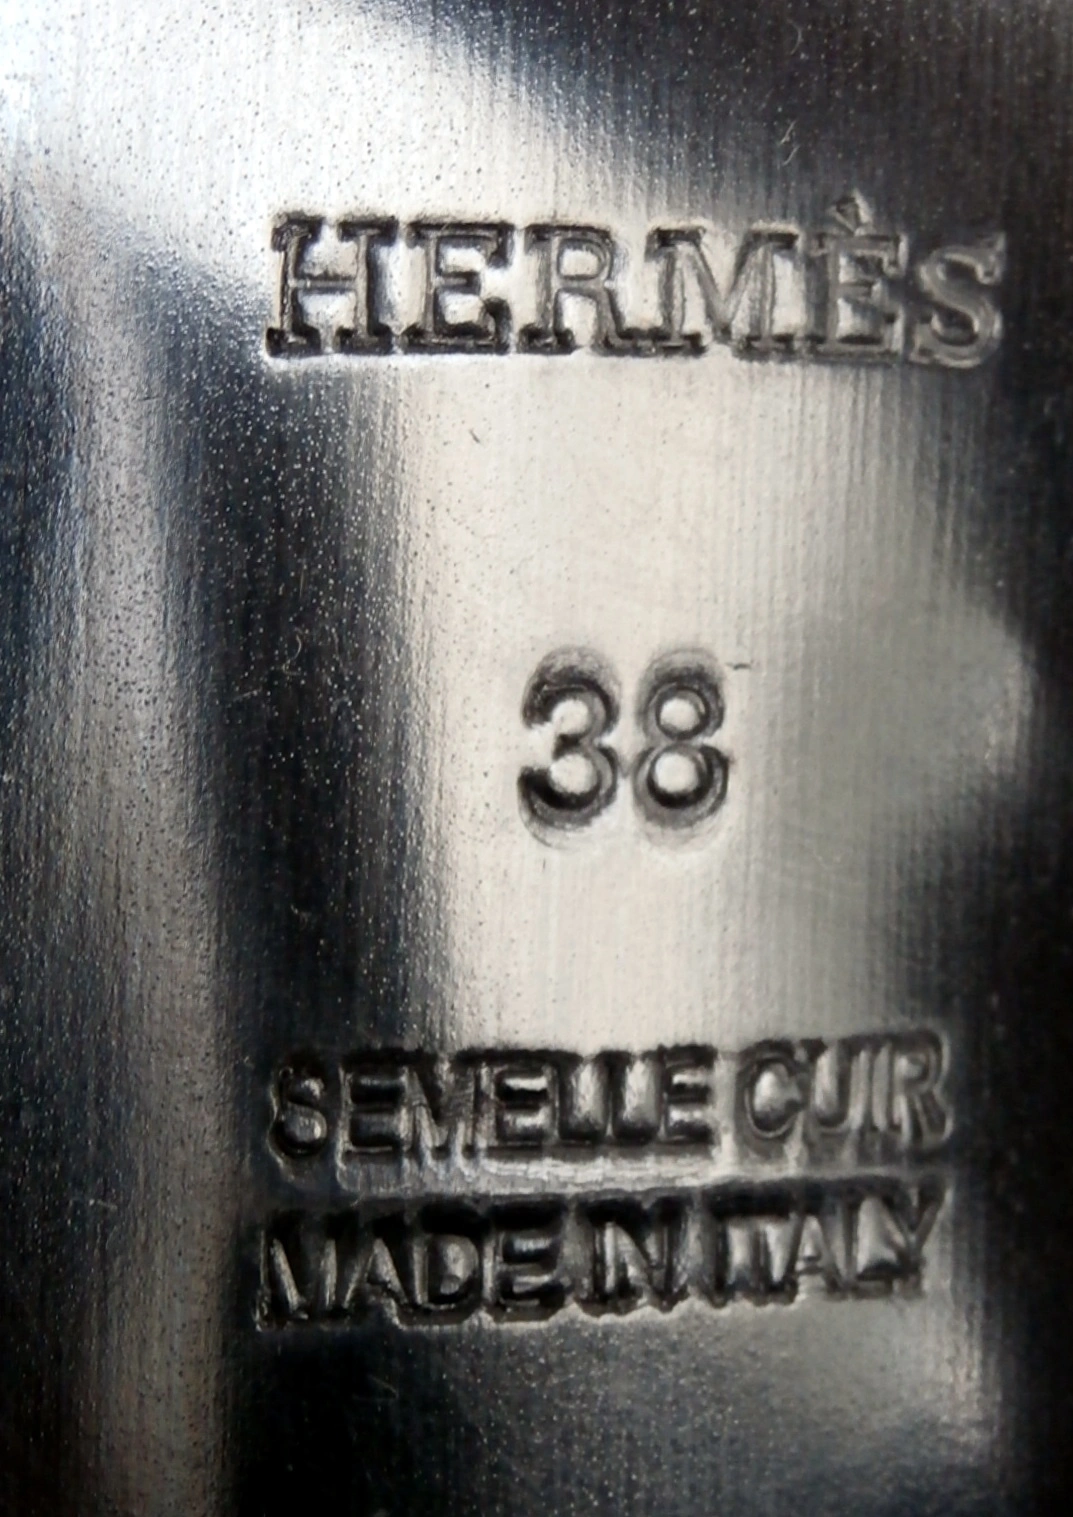 HERMÈS
38
SEMELLE CUIR
MADE IN ITALY